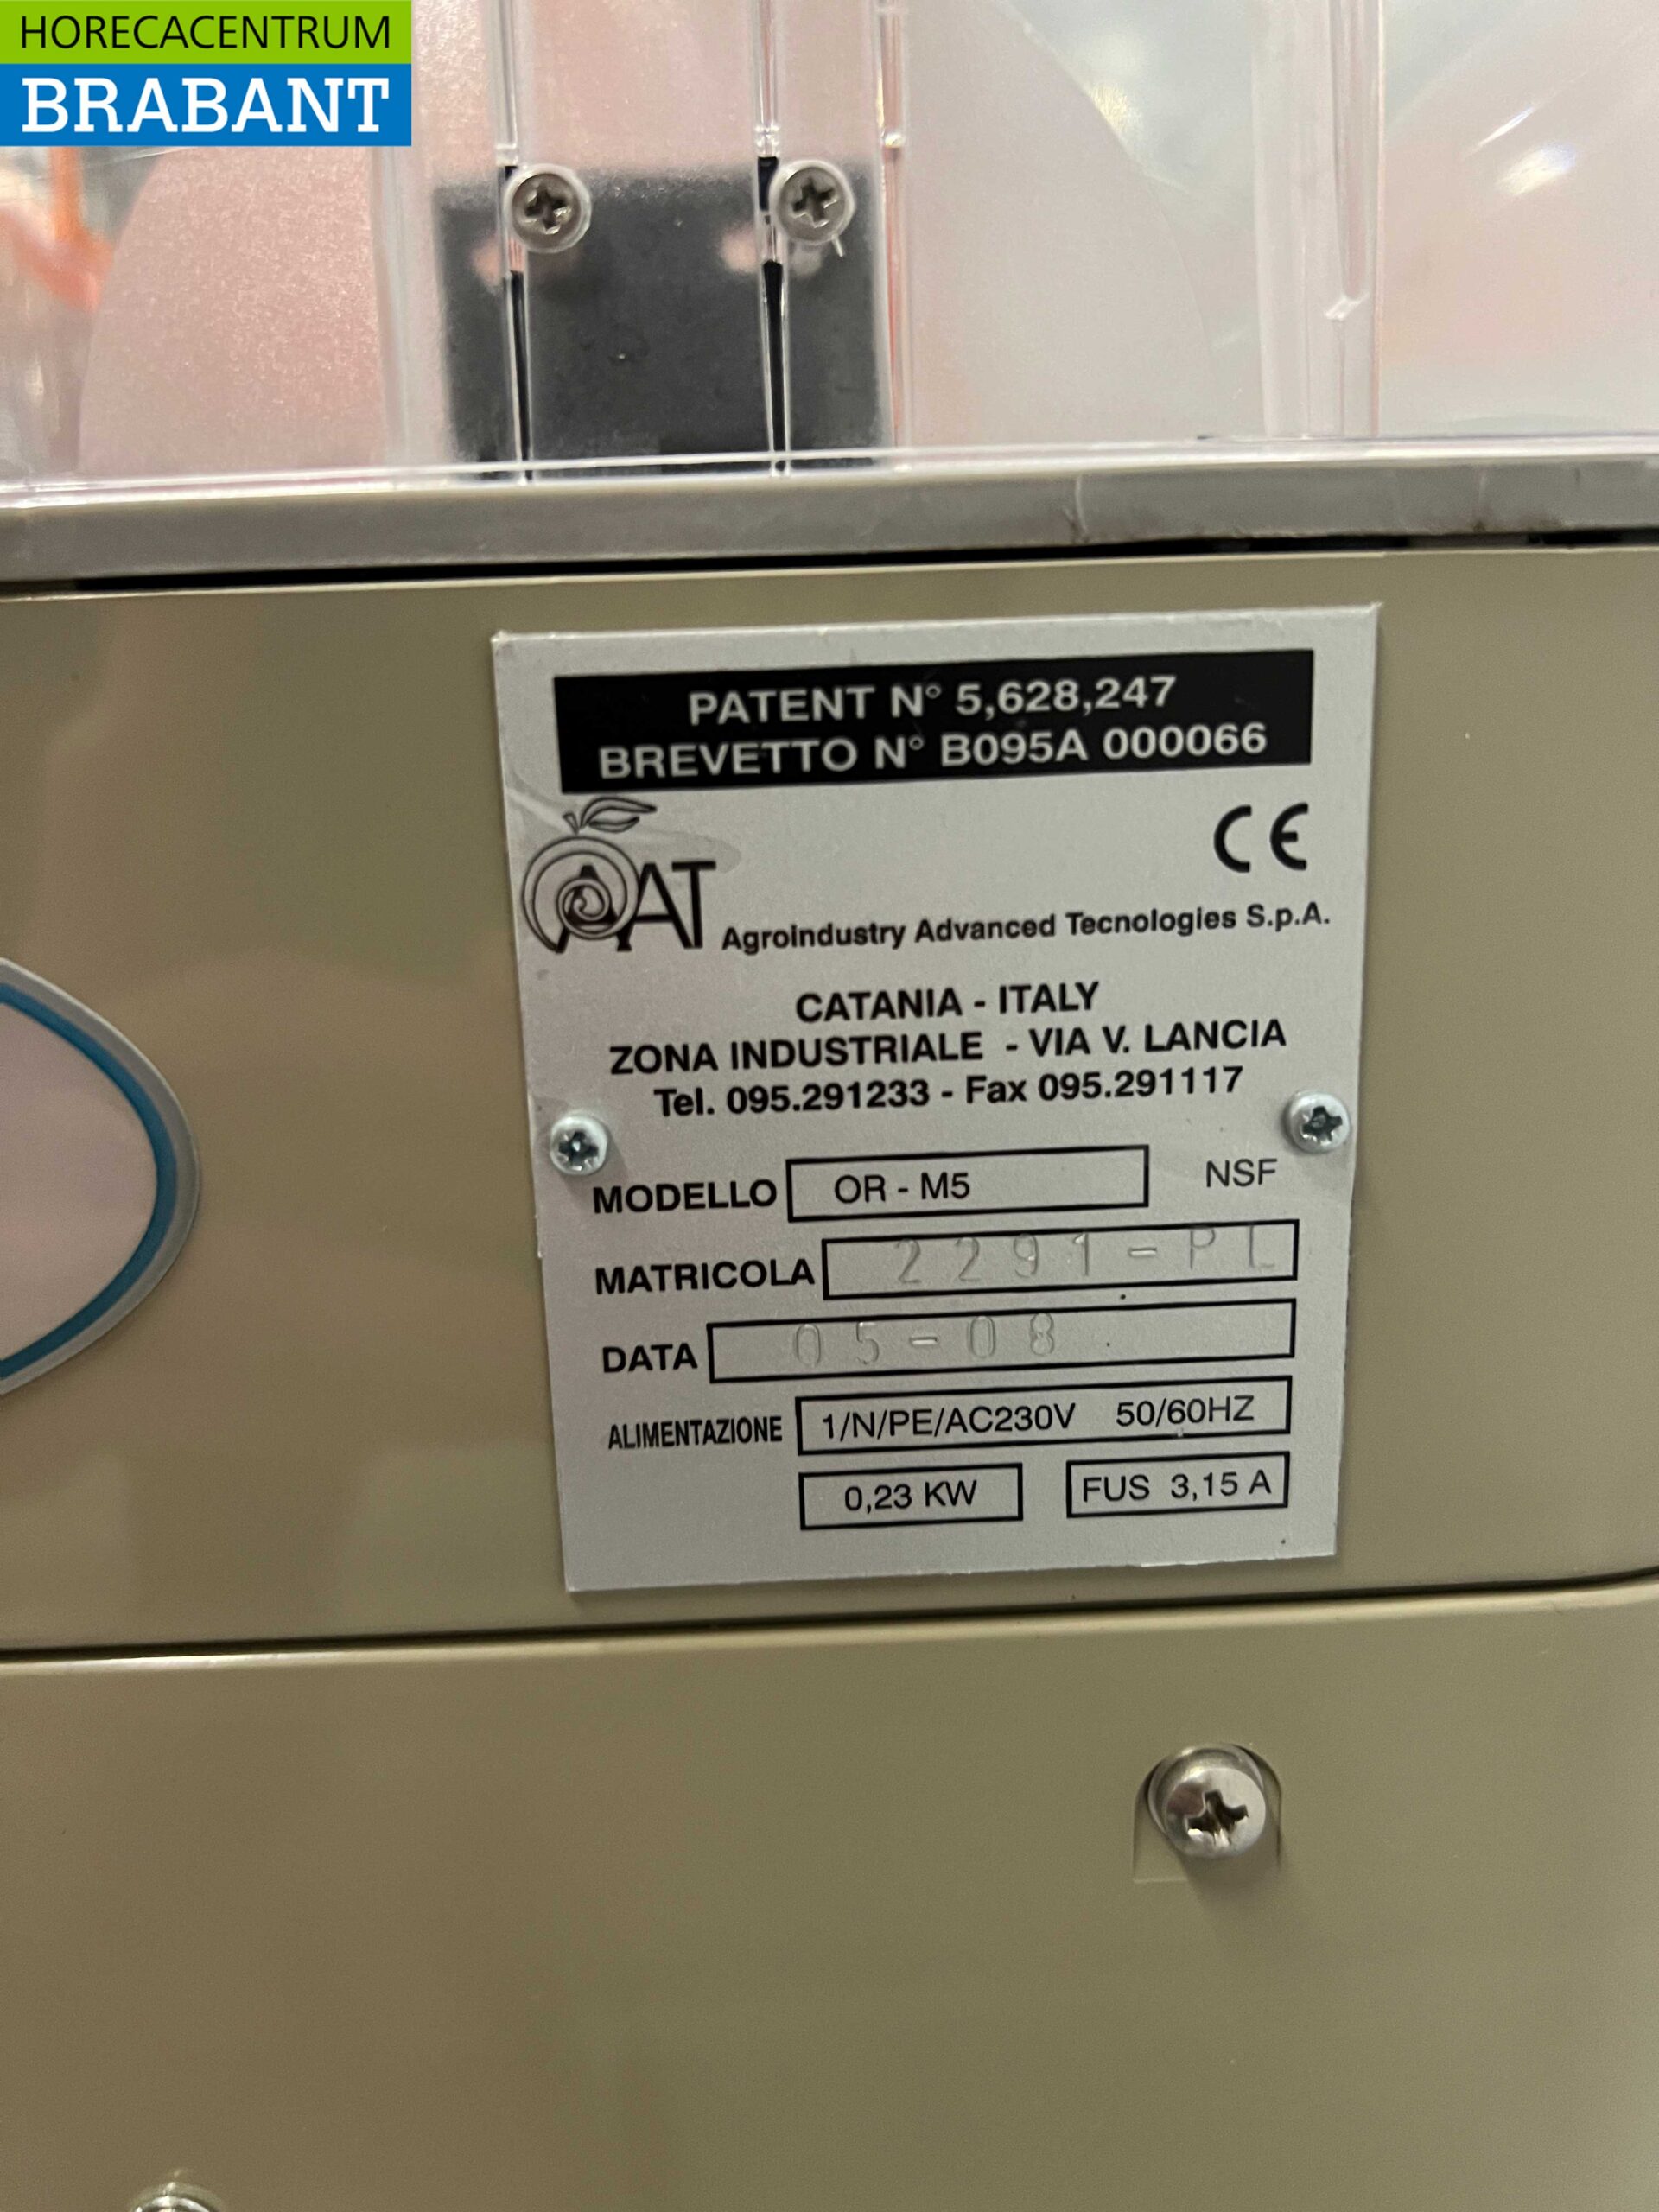 HORECACENTRUM
BRABANT
PATENT N° 5,628,247
BREVETTO N° B095A 000066
CE
AAT Agroindustry Advanced Tecnologies S.p.A.
CATANIA - ITALY
ZONA INDUSTRIALE - VIA V. LANCIA
Tel. 095.291233 - Fax 095.291117
MODELLO OR - M5 NSF
MATRICOLA 2291-PL
DATA 05-08
ALIMENTAZIONE 1/N/PE/AC230V 50/60HZ
0,23 KW FUS 3,15 A